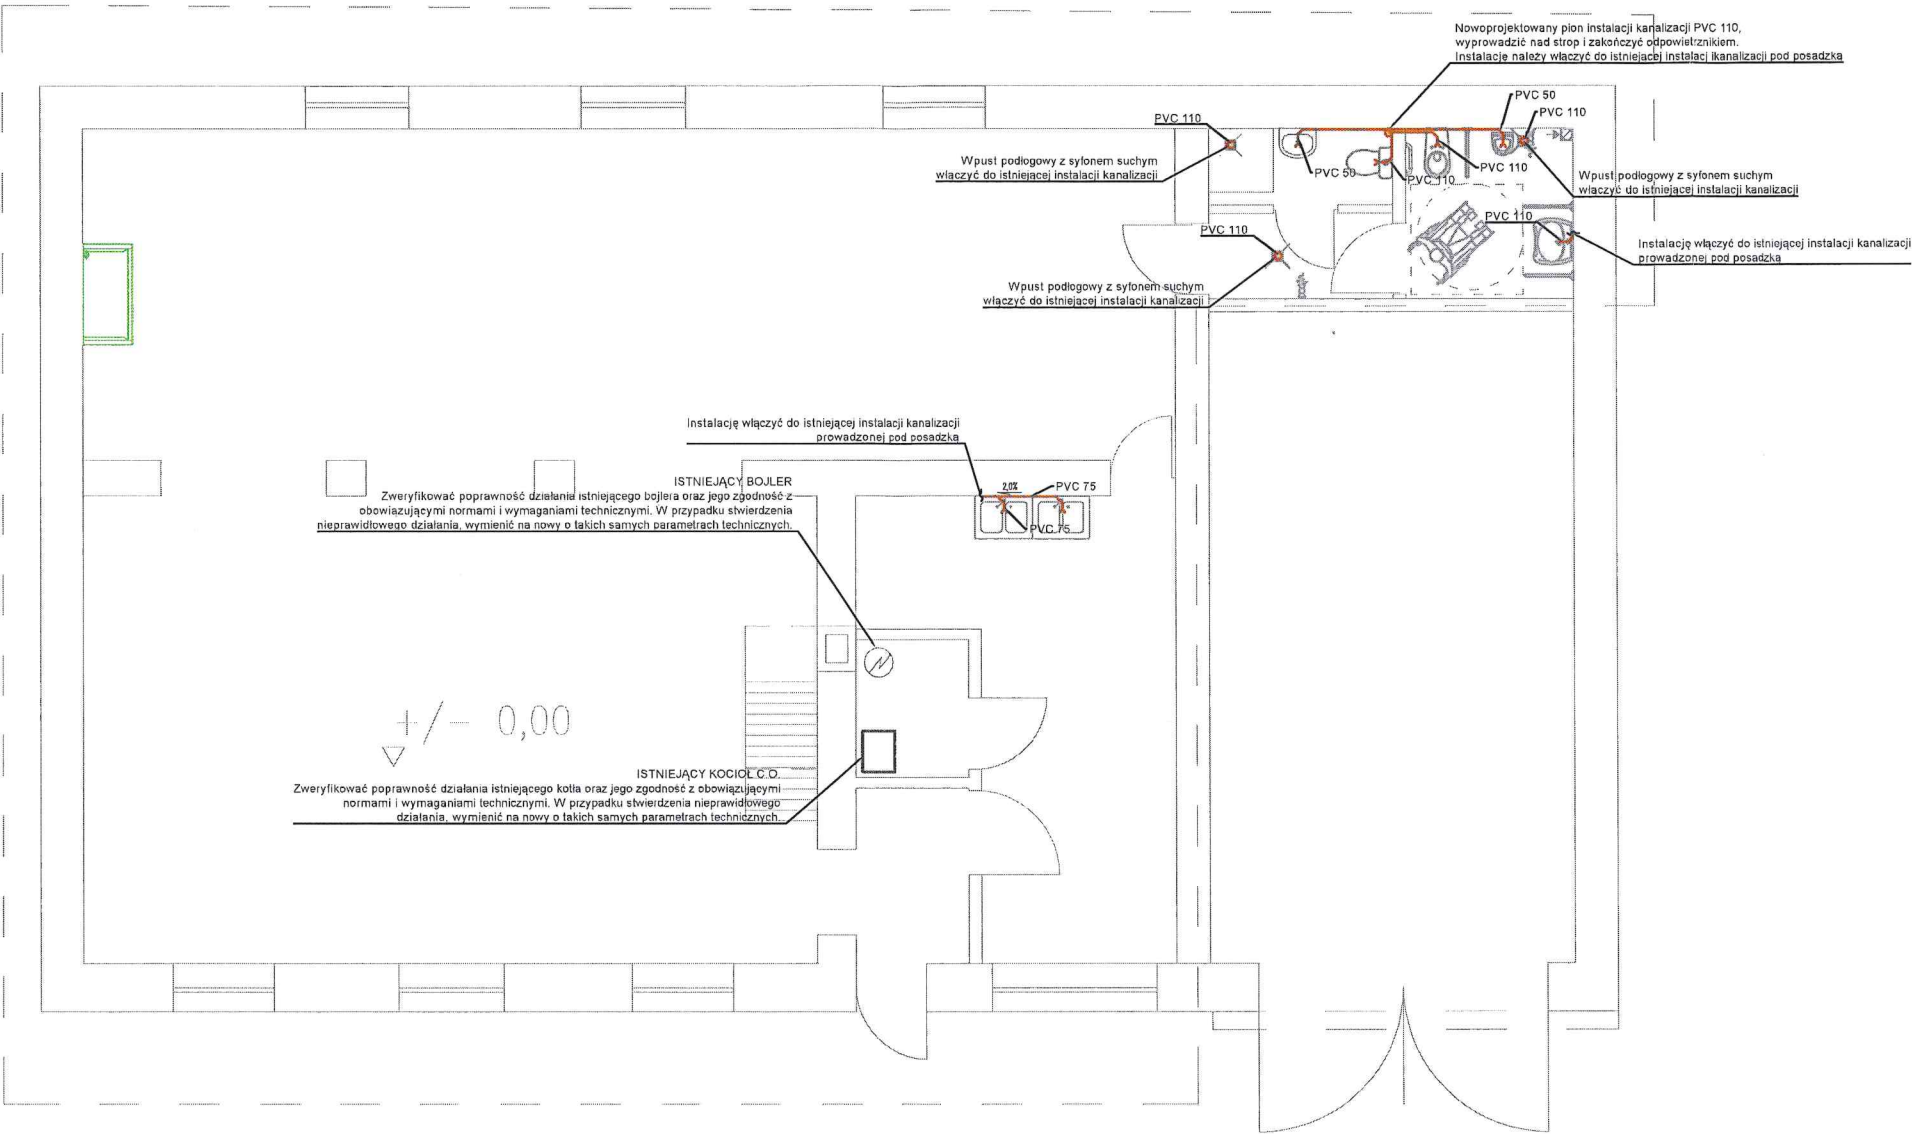 Nowoprojektowany pion instalacji kanalizacji PVC 110,
wyprowadzić nad strop i zakończyć odpowietrznikiem.
Instalację należy włączyć do istniejącej instalacj ikanalizacji pod posadzka
PVC 50
PVC 110
PVC 110
Wpust podłogowy z syfonem suchym
włączyć do istniejącej instalacji kanalizacji
PVC 50
PVC 110
PVC 110
Wpust podłogowy z syfonem suchym
włączyć do istniejącej instalacji kanalizacji
PVC 110
PVC 110
Instalację włączyć do istniejącej instalacji kanalizacji
prowadzonej pod posadzka
Wpust podłogowy z syfonem suchym
włączyć do istniejącej instalacji kanalizacji
Instalację włączyć do istniejącej instalacji kanalizacji
prowadzonej pod posadzka
2,0%
PVC 75
PVC 75
ISTNIEJĄCY BOJLER
Zweryfikować poprawność działania istniejącego bojlera oraz jego zgodność z
obowiązującymi normami i wymaganiami technicznymi. W przypadku stwierdzenia
nieprawidłowego działania, wymienić na nowy o takich samych parametrach technicznych.
+/- 0,00
ISTNIEJĄCY KOCIOŁ C.O.
Zweryfikować poprawność działania istniejącego kotła oraz jego zgodność z obowiązującymi
normami i wymaganiami technicznymi. W przypadku stwierdzenia nieprawidłowego
działania, wymienić na nowy o takich samych parametrach technicznych.